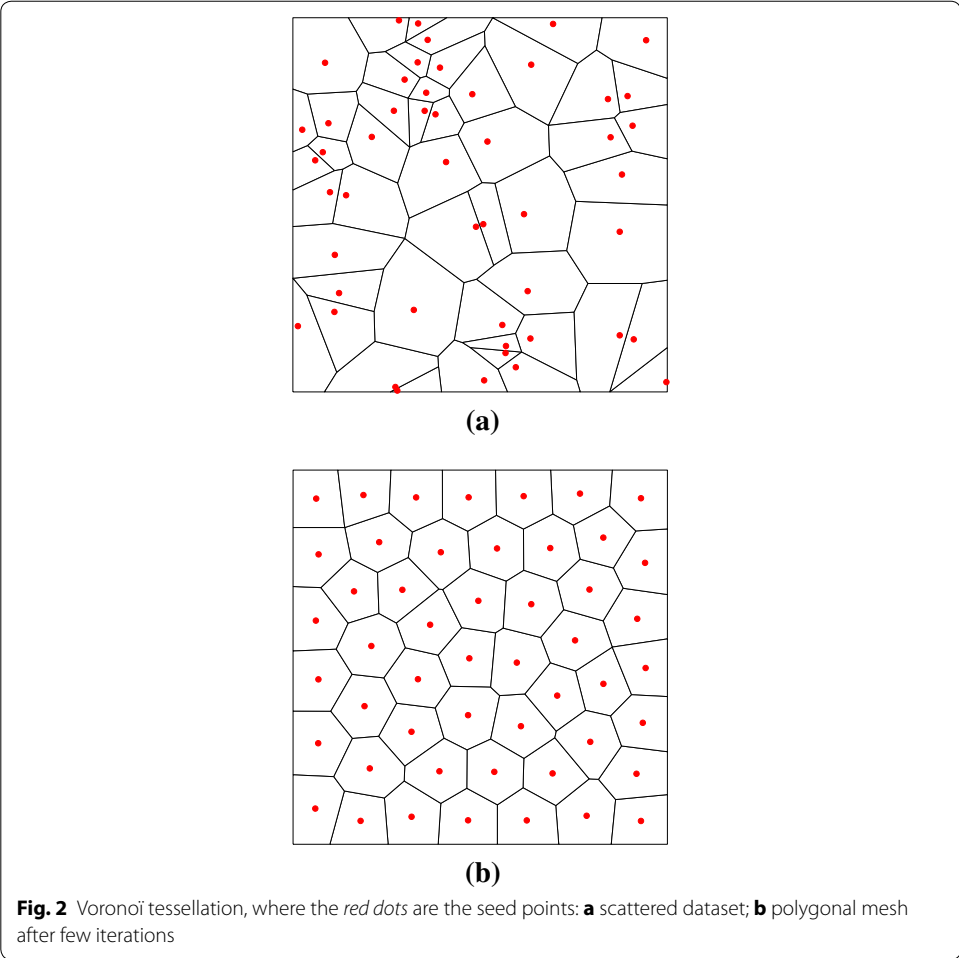 (a)
(b)
Fig. 2 Voronoï tessellation, where the red dots are the seed points: a scattered dataset; b polygonal mesh
after few iterations